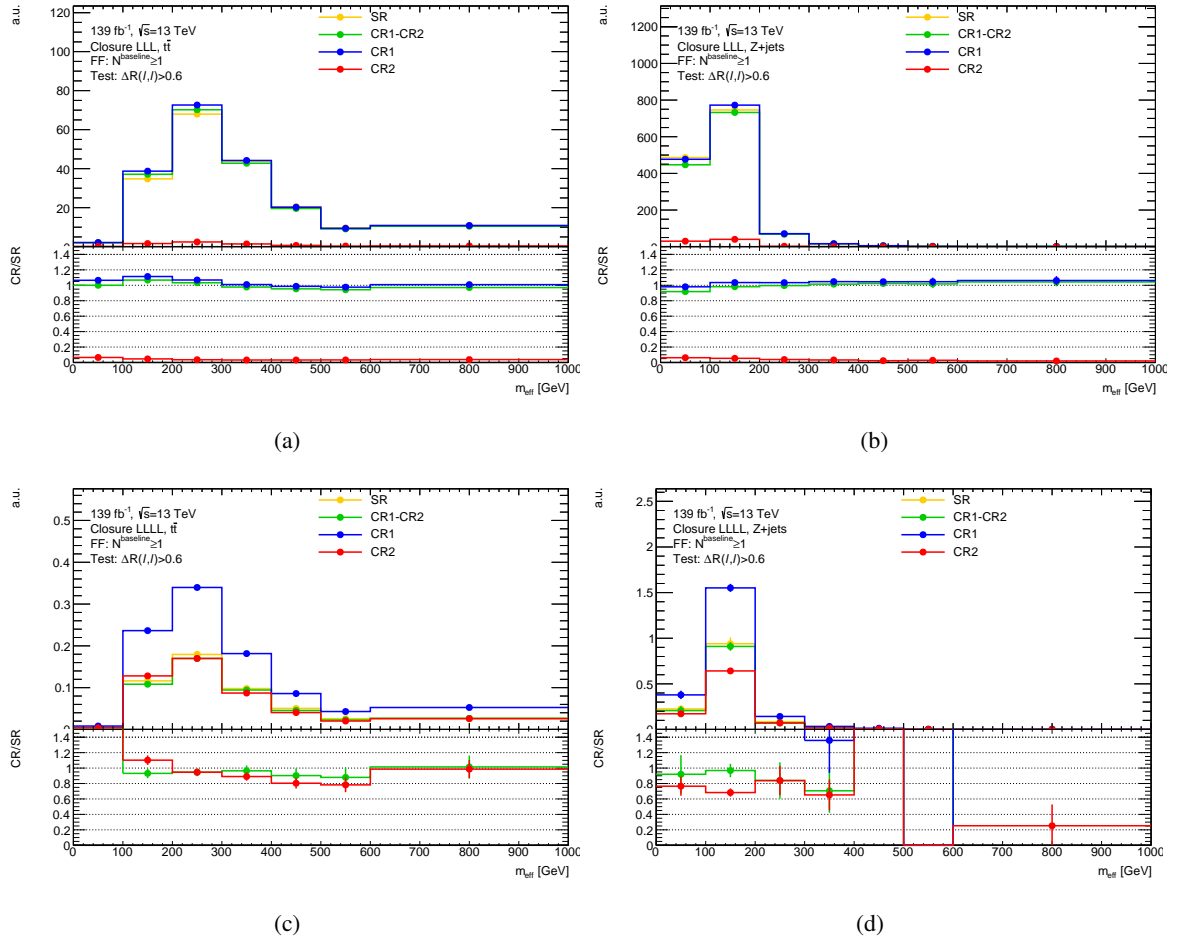 a.u.
120
100
80
60
40
20
0
139 fb⁻¹, √s=13 TeV
Closure LLL, tt̄
FF: N^baseline≥1
Test: ΔR(l,l)>0.6
SR
CR1-CR2
CR1
CR2
CR/SR
1.4
1.2
1
0.8
0.6
0.4
0.2
0
0 100 200 300 400 500 600 700 800 900 1000
m_eff [GeV]
(a)
a.u.
1200
1000
800
600
400
200
0
139 fb⁻¹, √s=13 TeV
Closure LLL, Z+jets
FF: N^baseline≥1
Test: ΔR(l,l)>0.6
SR
CR1-CR2
CR1
CR2
CR/SR
1.4
1.2
1
0.8
0.6
0.4
0.2
0
0 100 200 300 400 500 600 700 800 900 1000
m_eff [GeV]
(b)
a.u.
0.5
0.4
0.3
0.2
0.1
0
139 fb⁻¹, √s=13 TeV
Closure LLLL, tt̄
FF: N^baseline≥1
Test: ΔR(l,l)>0.6
SR
CR1-CR2
CR1
CR2
CR/SR
1.4
1.2
1
0.8
0.6
0.4
0.2
0
0 100 200 300 400 500 600 700 800 900 1000
m_eff [GeV]
(c)
a.u.
2.5
2
1.5
1
0.5
0
139 fb⁻¹, √s=13 TeV
Closure LLLL, Z+jets
FF: N^baseline≥1
Test: ΔR(l,l)>0.6
SR
CR1-CR2
CR1
CR2
CR/SR
1.4
1.2
1
0.8
0.6
0.4
0.2
0
0 100 200 300 400 500 600 700 800 900 1000
m_eff [GeV]
(d)